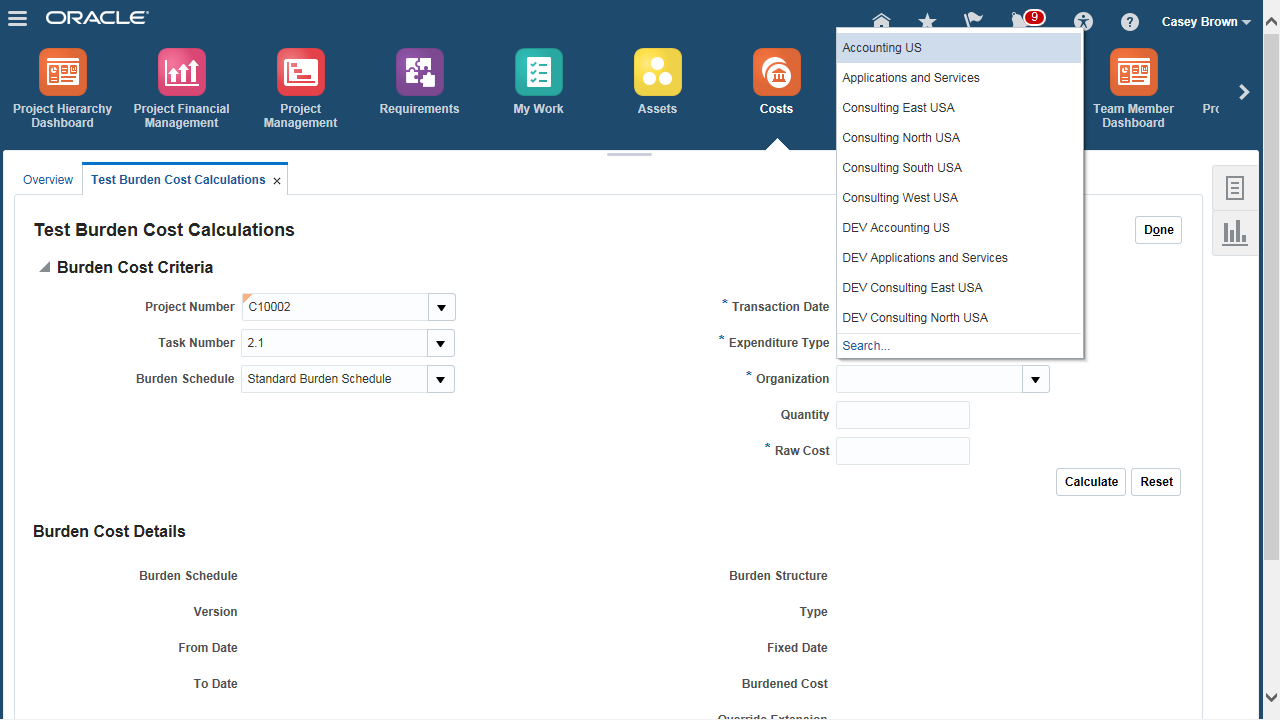 ORACLE
9
Casey Brown
Project Hierarchy
Dashboard
Project Financial
Management
Project
Management
Requirements
My Work
Assets
Costs
Team Member
Dashboard
Accounting US
Applications and Services
Consulting East USA
Consulting North USA
Consulting South USA
Consulting West USA
DEV Accounting US
DEV Applications and Services
DEV Consulting East USA
DEV Consulting North USA
Search...
Overview
Test Burden Cost Calculations ×
Test Burden Cost Calculations
Done
Burden Cost Criteria
Project Number C10002
* Transaction Date
Task Number 2.1
* Expenditure Type
Burden Schedule Standard Burden Schedule
* Organization
Quantity
* Raw Cost
Calculate Reset
Burden Cost Details
Burden Schedule
Burden Structure
Version
Type
From Date
Fixed Date
To Date
Burdened Cost
Override Extension